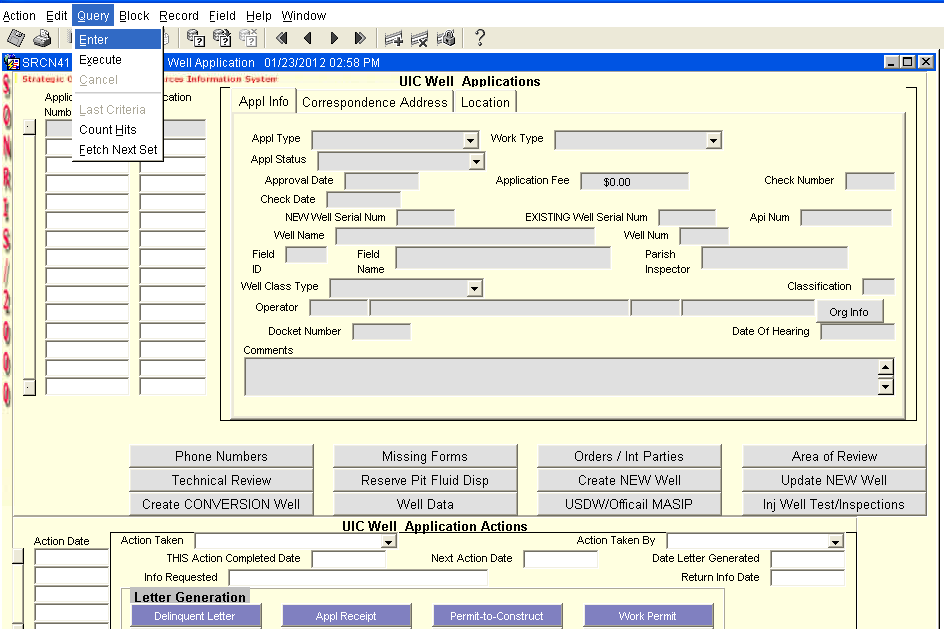 Action Edit Query Block Record Field Help Window
Enter
Execute
Cancel
Last Criteria
Count Hits
Fetch Next Set
SRCN41 Well Application 01/23/2012 02:58 PM
Strategic O rces Information System
UIC Well Applications
Applic cation
Numb
Appl Info Correspondence Address Location
Appl Type Work Type
Appl Status
Approval Date Application Fee $0.00 Check Number
Check Date
NEW Well Serial Num EXISTING Well Serial Num Api Num
Well Name Well Num
Field ID Field Name Parish Inspector
Well Class Type Classification
Operator Org Info
Docket Number Date Of Hearing
Comments
SONRIS//2000
Phone Numbers Missing Forms Orders / Int Parties Area of Review
Technical Review Reserve Pit Fluid Disp Create NEW Well Update NEW Well
Create CONVERSION Well Well Data USDW/Officail MASIP Inj Well Test/Inspections
UIC Well Application Actions
Action Date Action Taken Action Taken By
THIS Action Completed Date Next Action Date Date Letter Generated
Info Requested Return Info Date
Letter Generation
Delinquent Letter Appl Receipt Permit-to-Construct Work Permit